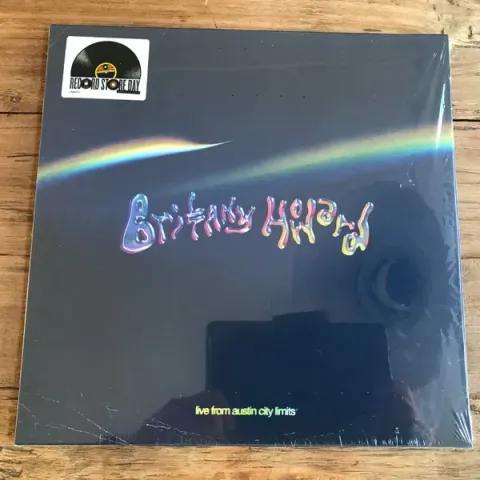 RECORD STORE DAY
Brittany Howard
live from austin city limits